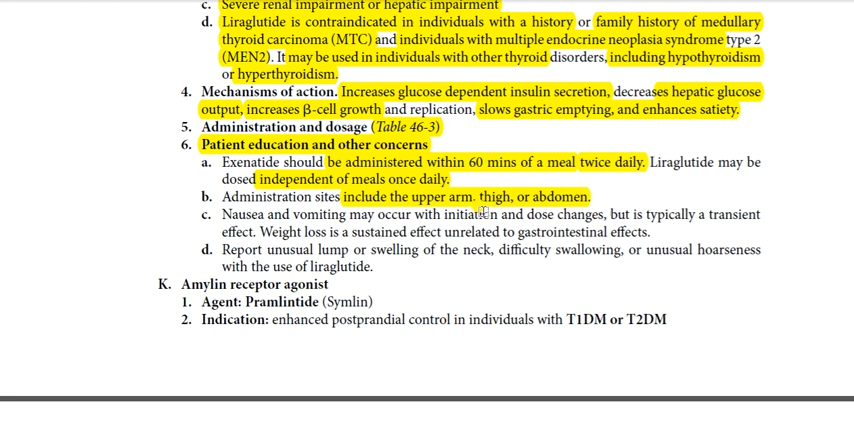 c. Severe renal impairment or hepatic impairment
d. Liraglutide is contraindicated in individuals with a history or family history of medullary
thyroid carcinoma (MTC) and individuals with multiple endocrine neoplasia syndrome type 2
(MEN2). It may be used in individuals with other thyroid disorders, including hypothyroidism
or hyperthyroidism.
4. Mechanisms of action. Increases glucose dependent insulin secretion, decreases hepatic glucose
output, increases β-cell growth and replication, slows gastric emptying, and enhances satiety.
5. Administration and dosage (Table 46-3)
6. Patient education and other concerns
a. Exenatide should be administered within 60 mins of a meal twice daily. Liraglutide may be
dosed independent of meals once daily.
b. Administration sites include the upper arm, thigh, or abdomen.
c. Nausea and vomiting may occur with initiation and dose changes, but is typically a transient
effect. Weight loss is a sustained effect unrelated to gastrointestinal effects.
d. Report unusual lump or swelling of the neck, difficulty swallowing, or unusual hoarseness
with the use of liraglutide.
K. Amylin receptor agonist
1. Agent: Pramlintide (Symlin)
2. Indication: enhanced postprandial control in individuals with T1DM or T2DM